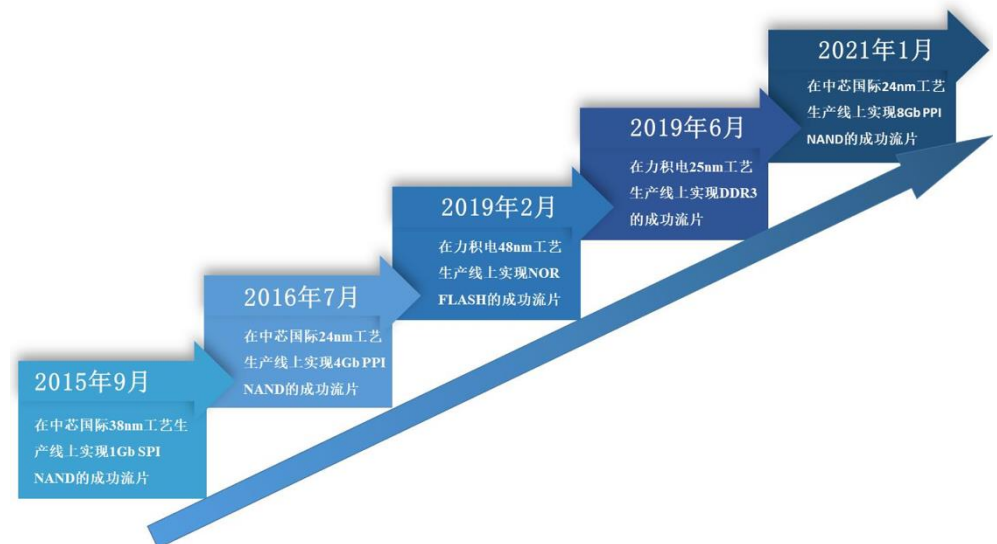 2015年9月
在中芯国际38nm工艺生
产线上实现1Gb SPI
NAND的成功流片
2016年7月
在中芯国际24nm工艺
生产线上实现4Gb PPI
NAND的成功流片
2019年2月
在力积电48nm工艺
生产线上实现NOR
FLASH的成功流片
2019年6月
在力积电25nm工艺
生产线上实现DDR3
的成功流片
2021年1月
在中芯国际24nm工艺
生产线上实现8Gb PPI
NAND的成功流片